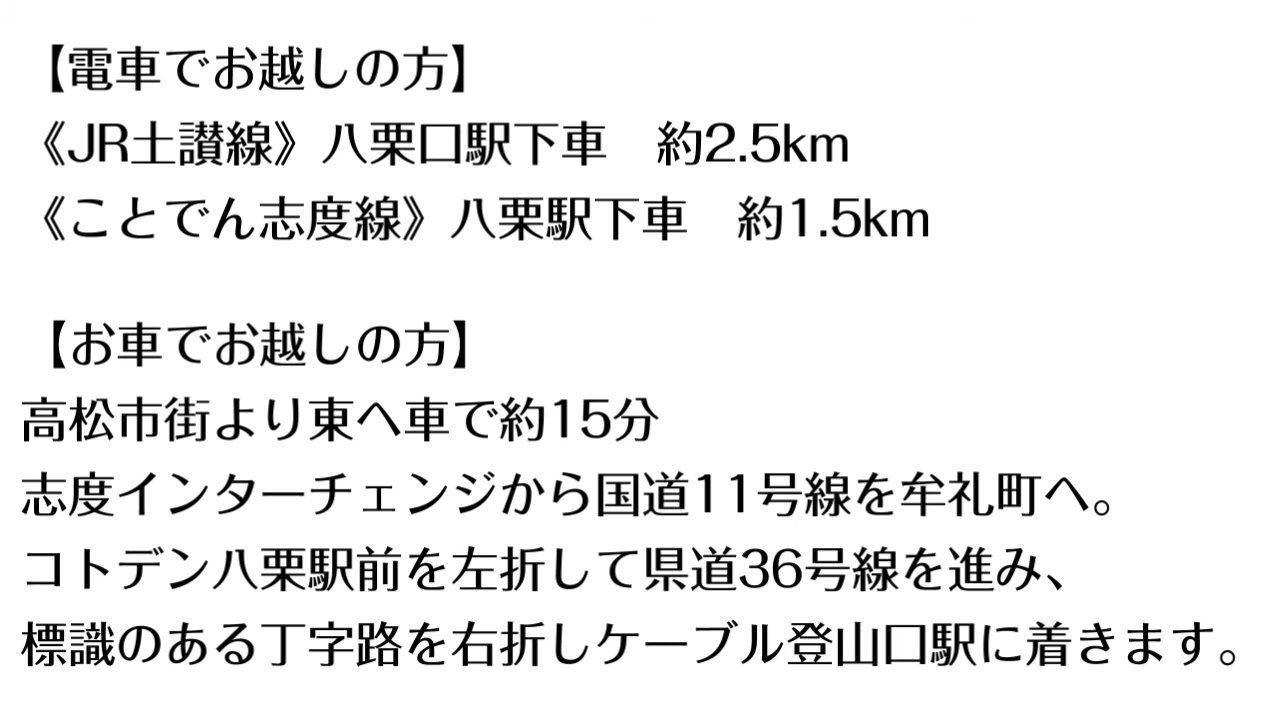 【電車でお越しの方】
《JR土讃線》八栗口駅下車　約2.5km
《ことでん志度線》八栗駅下車　約1.5km
【お車でお越しの方】
高松市街より東へ車で約15分
志度インターチェンジから国道11号線を牟礼町へ。
コトデン八栗駅前を左折して県道36号線を進み、
標識のある丁字路を右折しケーブル登山口駅に着きます。